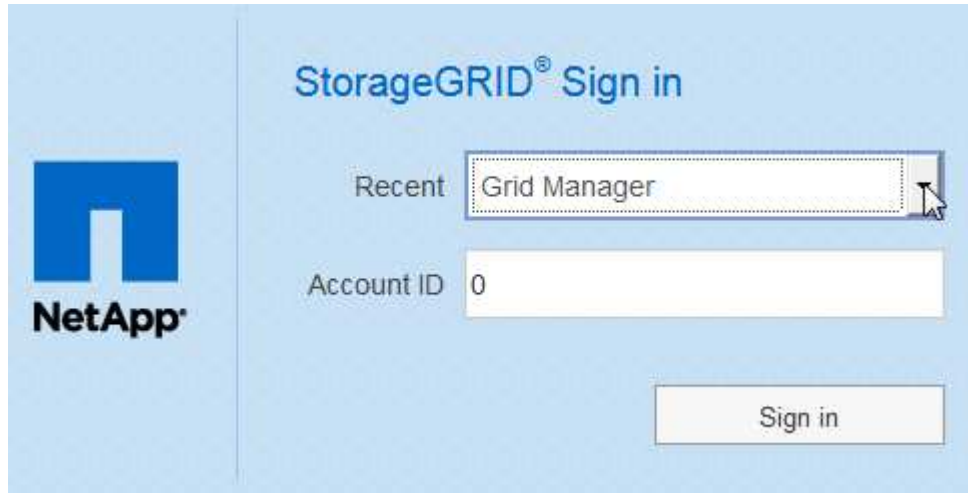 StorageGRID® Sign in
Recent Grid Manager
Account ID 0
NetApp®
Sign in